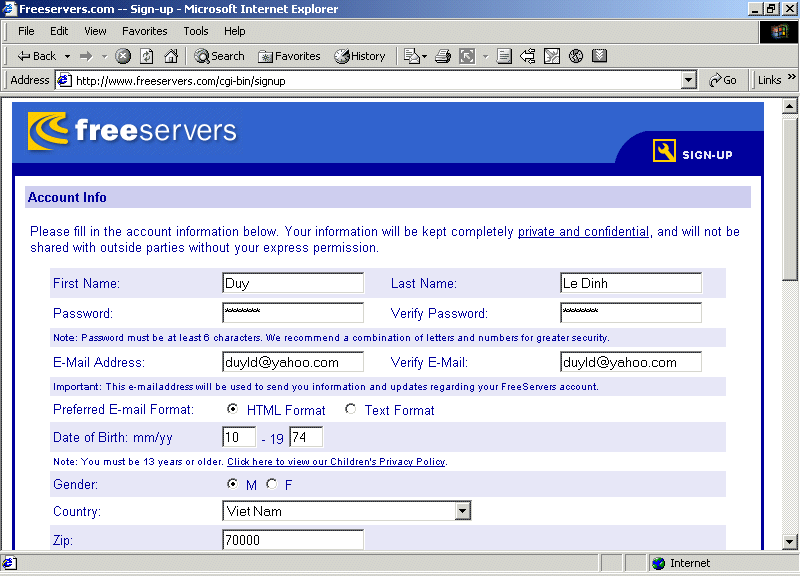 Freeservers.com -- Sign-up - Microsoft Internet Explorer
File Edit View Favorites Tools Help
Back Search Favorites History
Address http://www.freeservers.com/cgi-bin/signup Go Links »
freeservers
SIGN-UP
Account Info
Please fill in the account information below. Your information will be kept completely private and confidential, and will not be
shared with outside parties without your express permission.
First Name: Duy Last Name: Le Dinh
Password: ******* Verify Password: *******
Note: Password must be at least 6 characters. We recommend a combination of letters and numbers for greater security.
E-Mail Address: duyld@yahoo.com Verify E-Mail: duyld@yahoo.com
Important: This e-mailaddress will be used to send you information and updates regarding your FreeServers account.
Preferred E-mail Format: HTML Format Text Format
Date of Birth: mm/yy 10 - 19 74
Note: You must be 13 years or older. Click here to view our Children's Privacy Policy.
Gender: M F
Country: Viet Nam
Zip: 70000
Internet